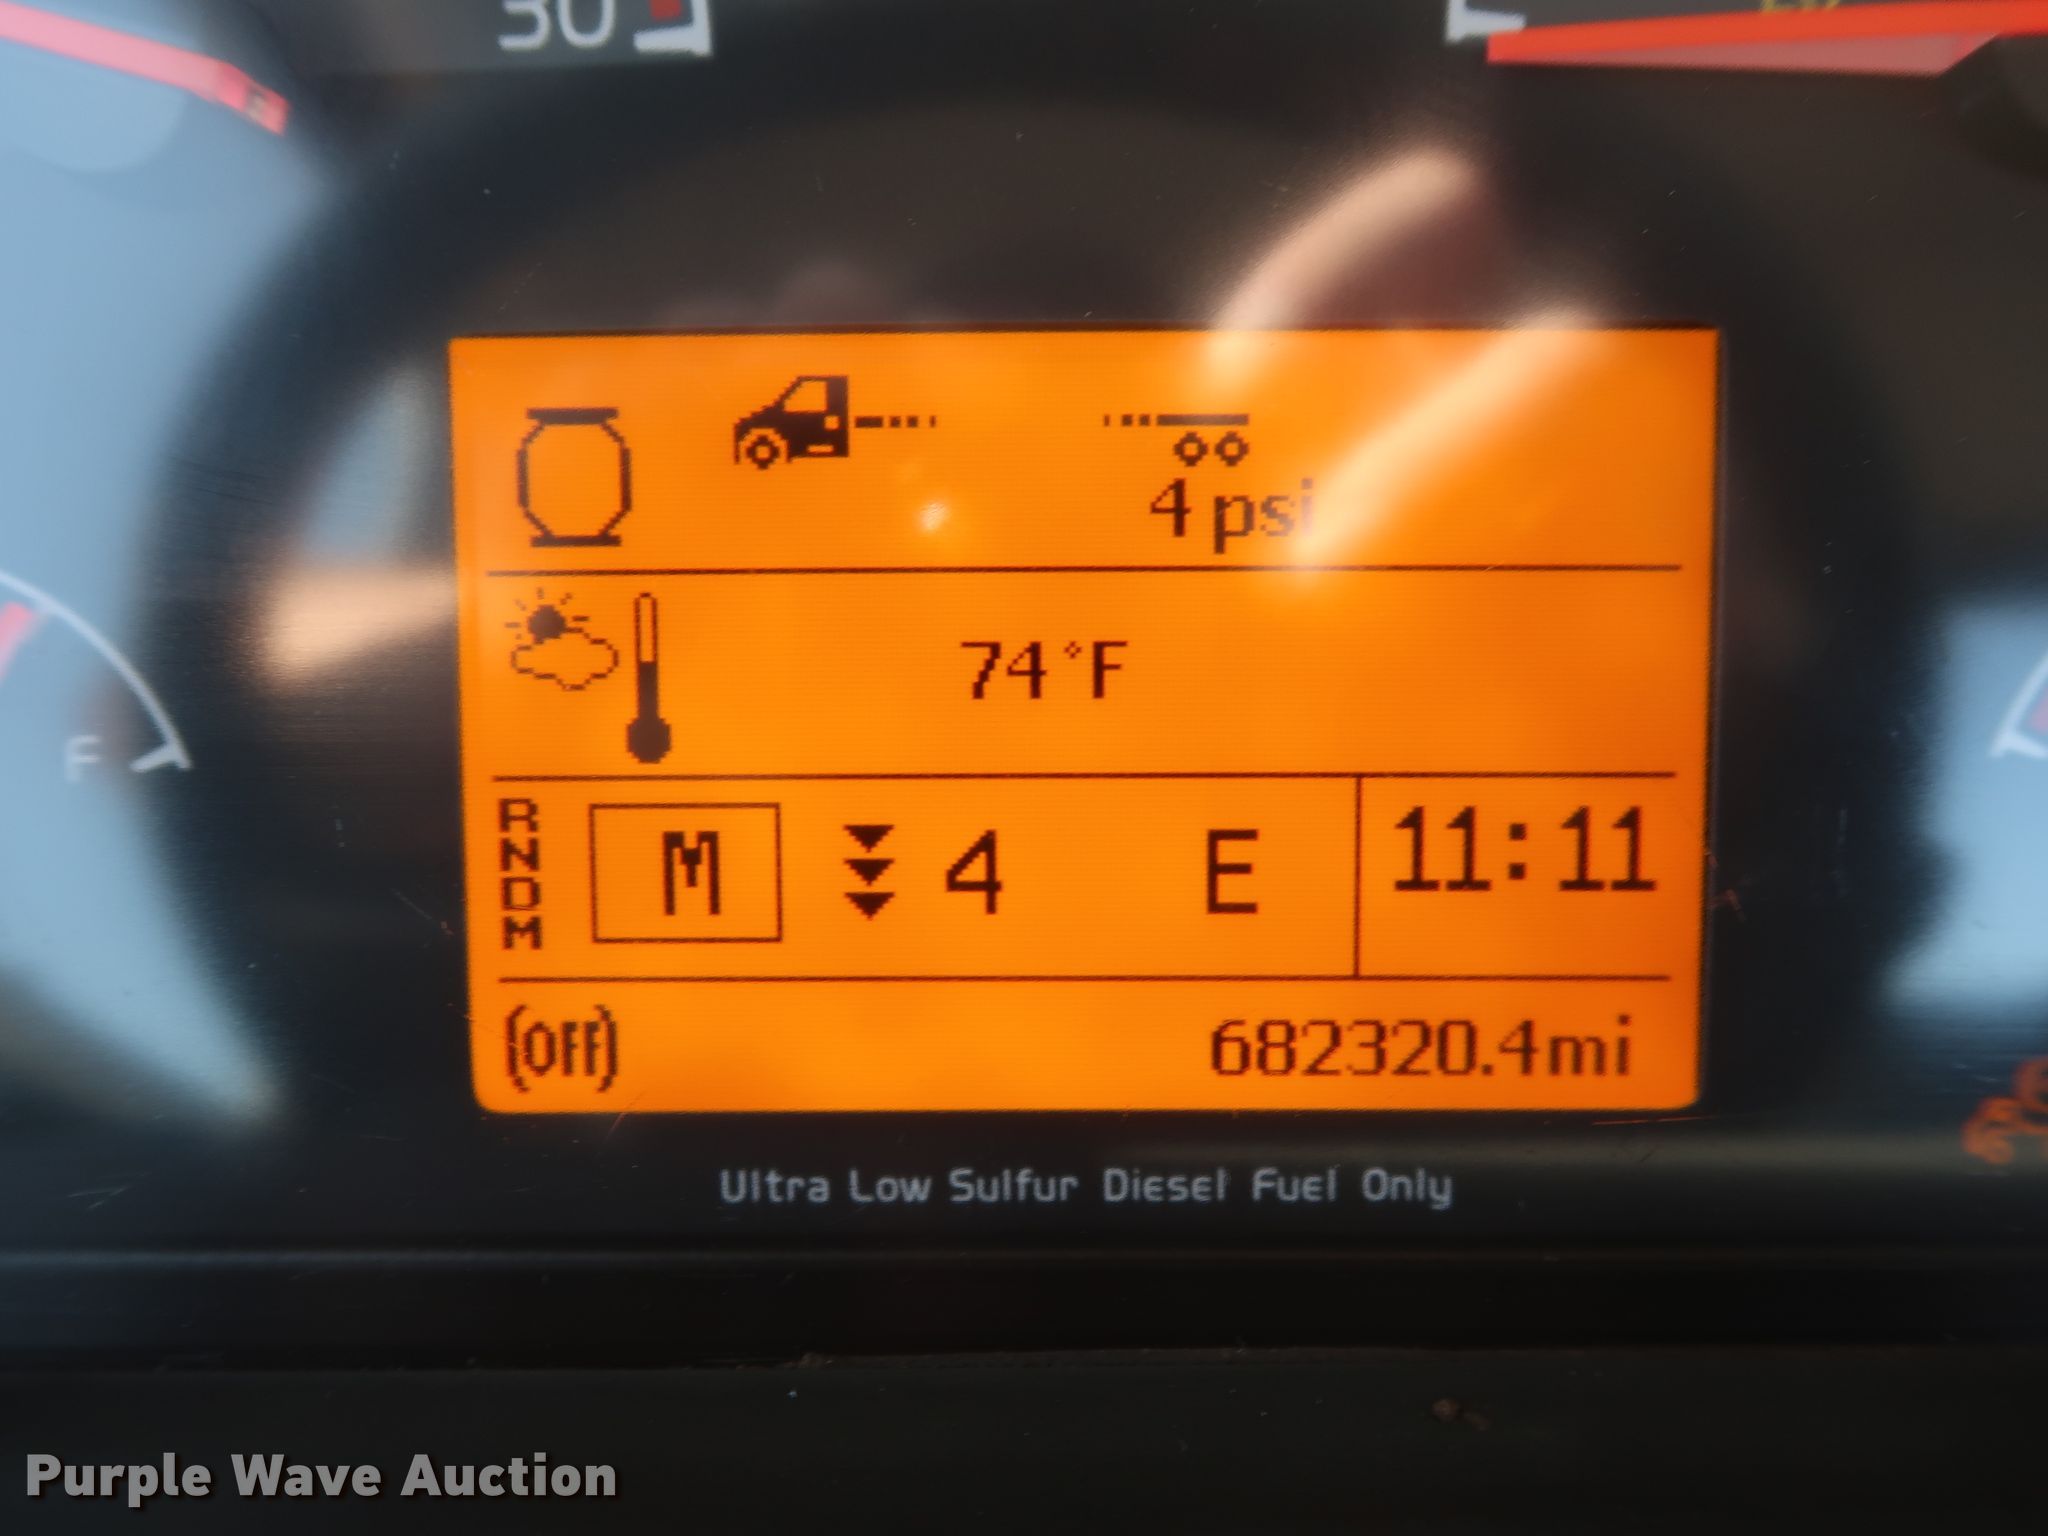 30
4 psi
74°F
F
RNDM
M 4 E 11:11
(OFF) 682320.4mi
Ultra Low Sulfur Diesel Fuel Only
Purple Wave Auction